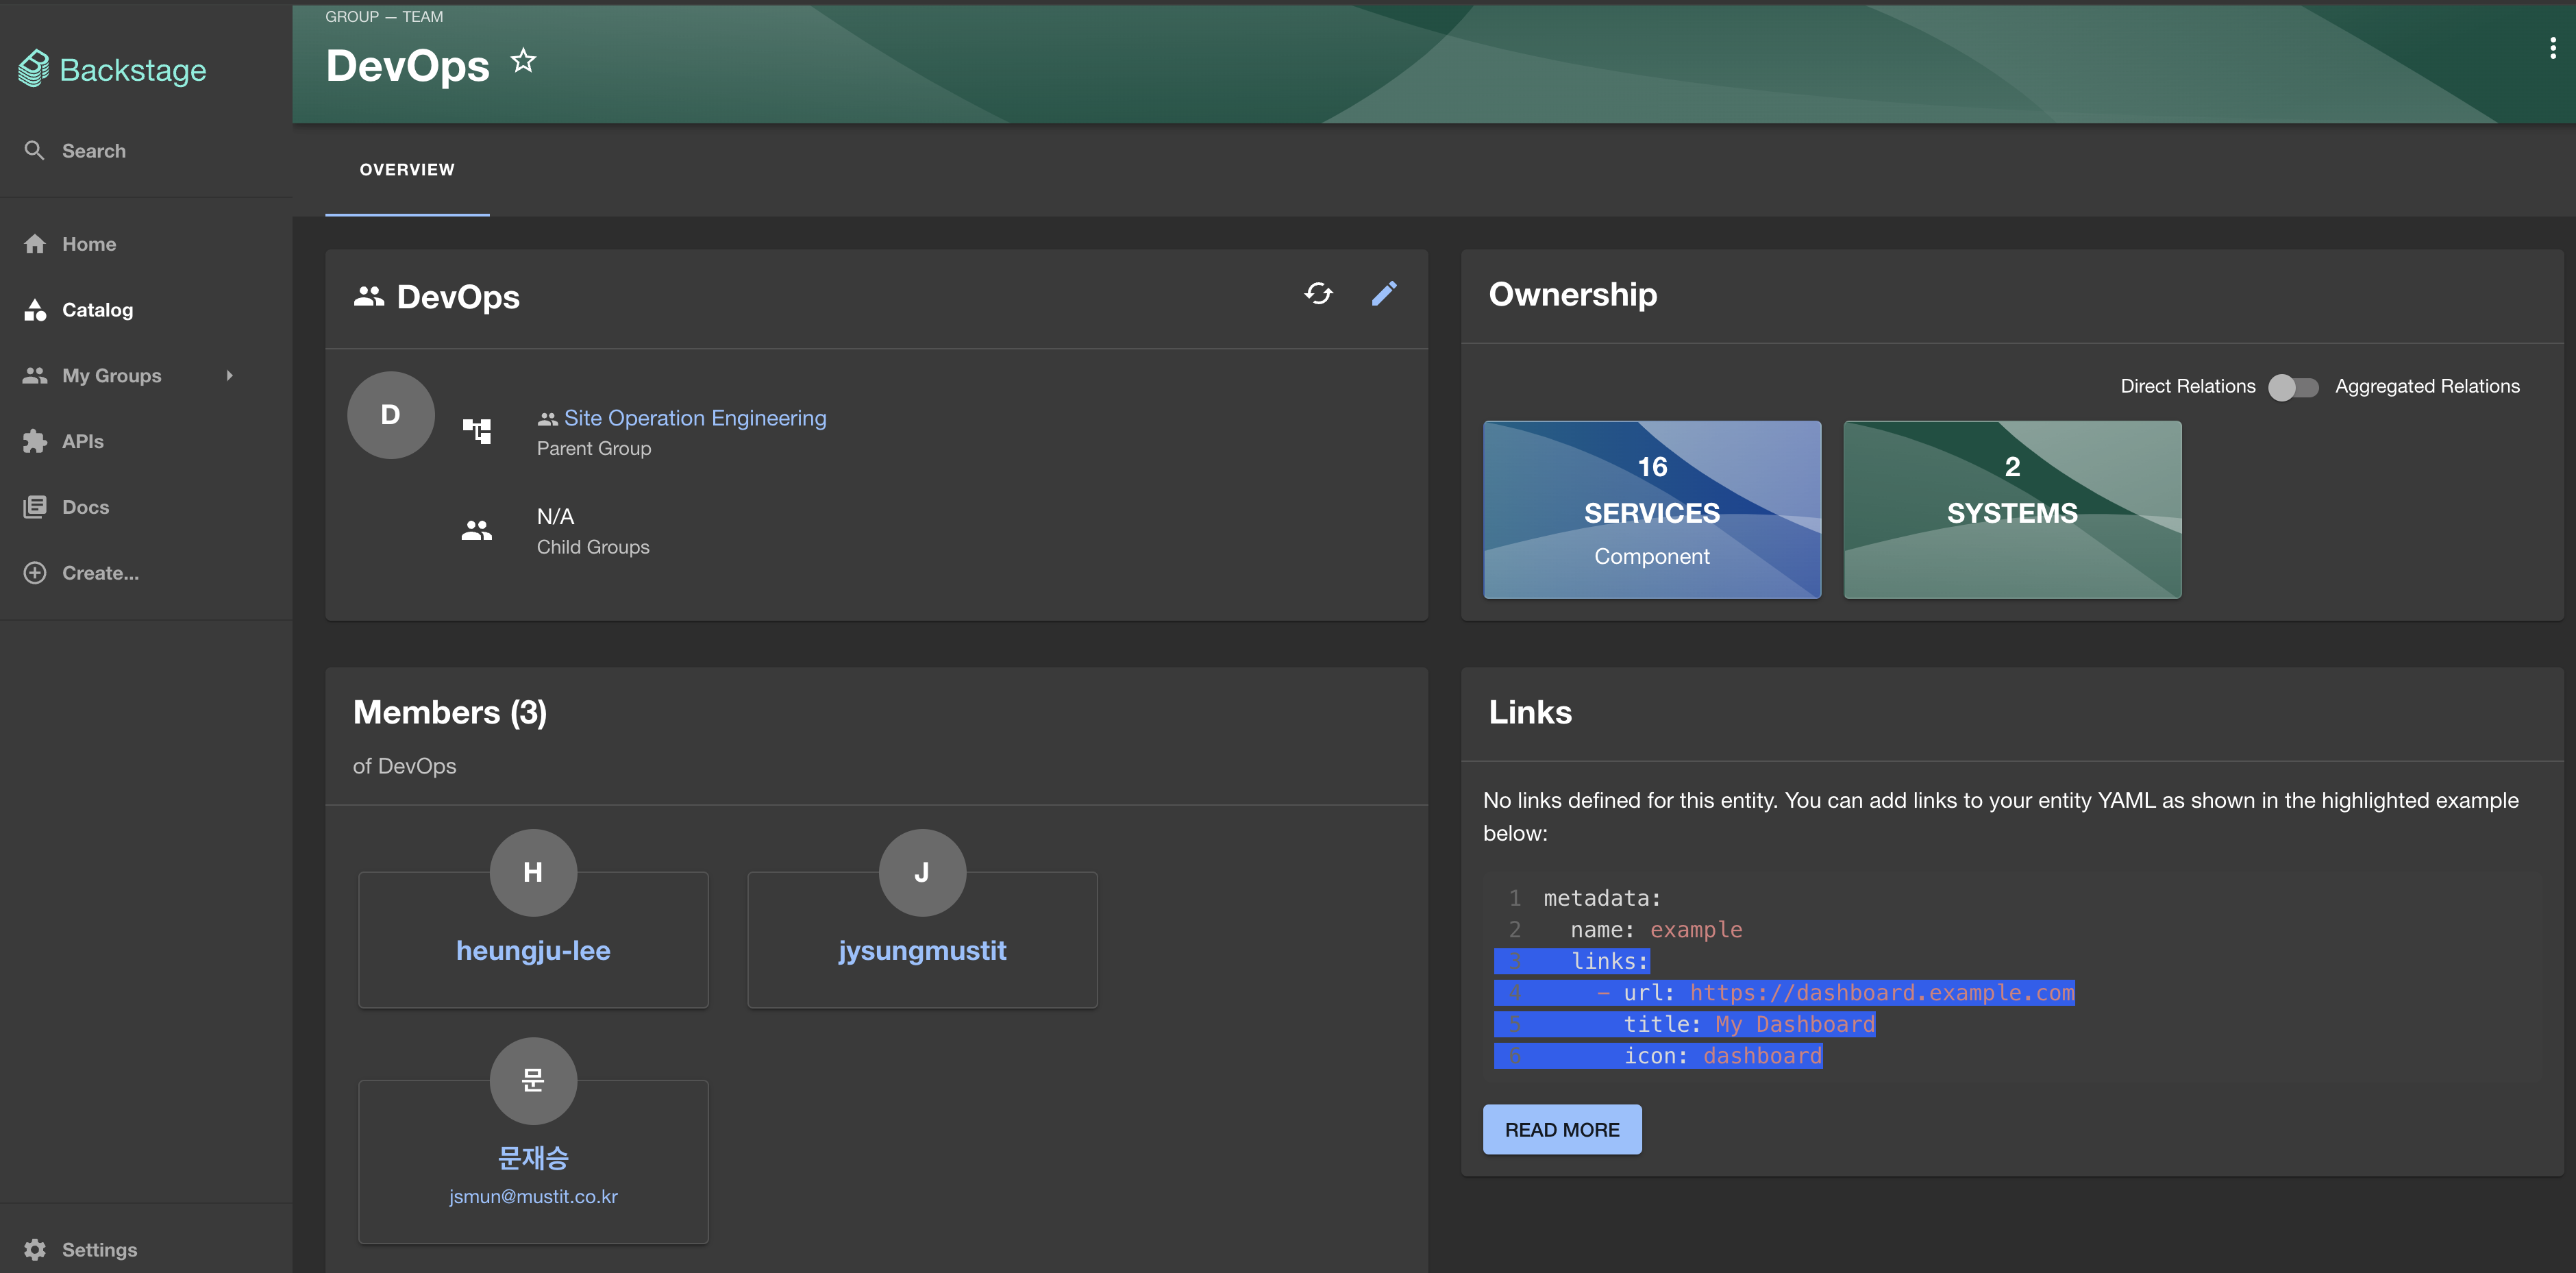 Backstage
Search
Home
Catalog
My Groups
APIs
Docs
Create...
Settings
GROUP — TEAM
DevOps
OVERVIEW
DevOps
D
Site Operation Engineering
Parent Group
N/A
Child Groups
Ownership
Direct Relations
Aggregated Relations
16
SERVICES
Component
2
SYSTEMS
Members (3)
of DevOps
H
heungju-lee
J
jysungmustit
문
문재승
jsmun@mustit.co.kr
Links
No links defined for this entity. You can add links to your entity YAML as shown in the highlighted example
below:
1 metadata:
2 name: example
3 links:
4 - url: https://dashboard.example.com
5 title: My Dashboard
6 icon: dashboard
READ MORE